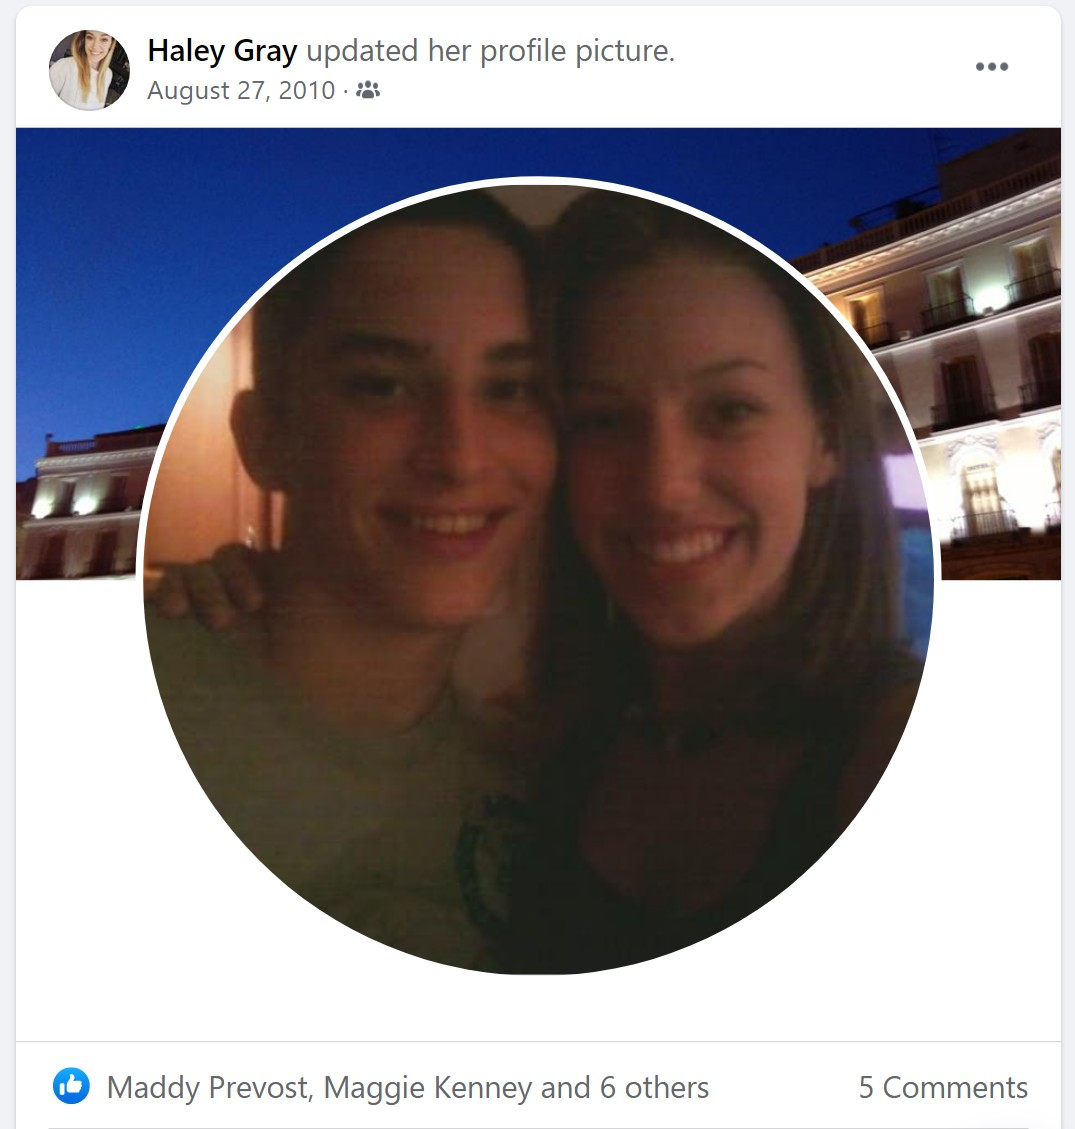 Haley Gray updated her profile picture.
August 27, 2010 ·
Maddy Prevost, Maggie Kenney and 6 others
5 Comments